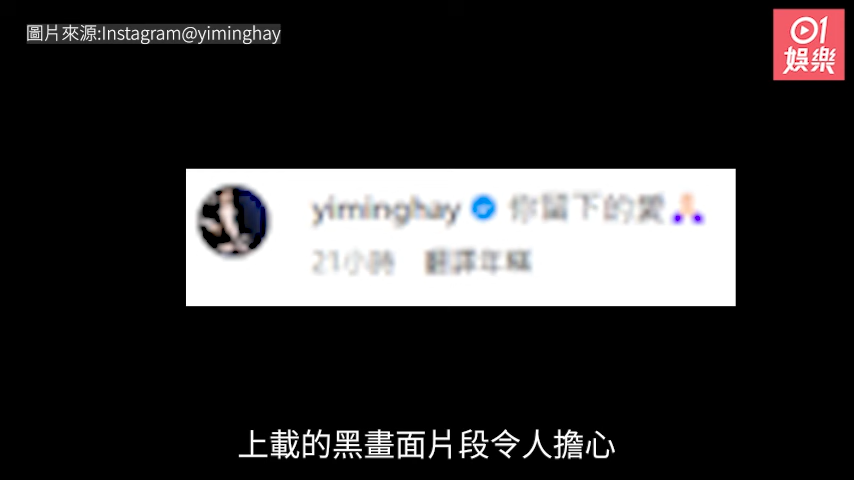 圖片來源:Instagram@yiminghay
01
娛樂
yiminghay 你留下的愛🙏🏻
21小時 翻譯年糕
上載的黑畫面片段令人擔心